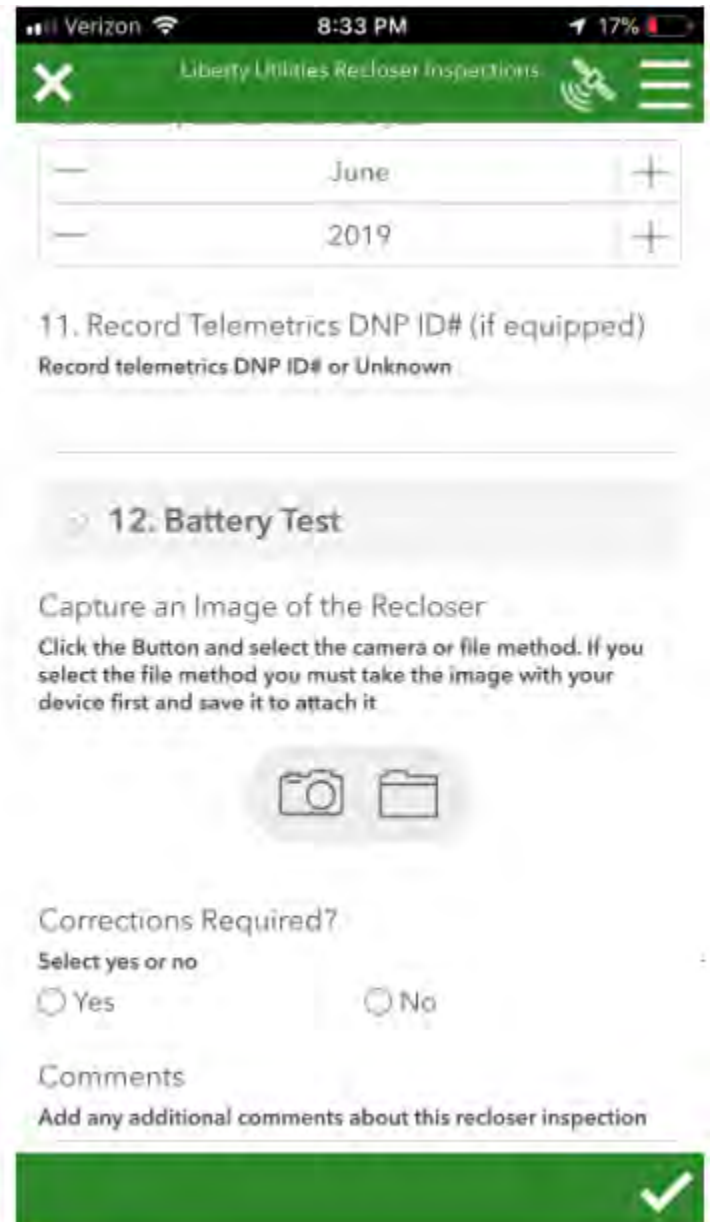 Verizon 8:33 PM 17%
Liberty Utilities Recloser Inspections
June
2019
11. Record Telemetrics DNP ID# (if equipped)
Record telemetrics DNP ID# or Unknown
12. Battery Test
Capture an Image of the Recloser
Click the Button and select the camera or file method. If you
select the file method you must take the image with your
device first and save it to attach it
Corrections Required?
Select yes or no
Yes No
Comments
Add any additional comments about this recloser inspection